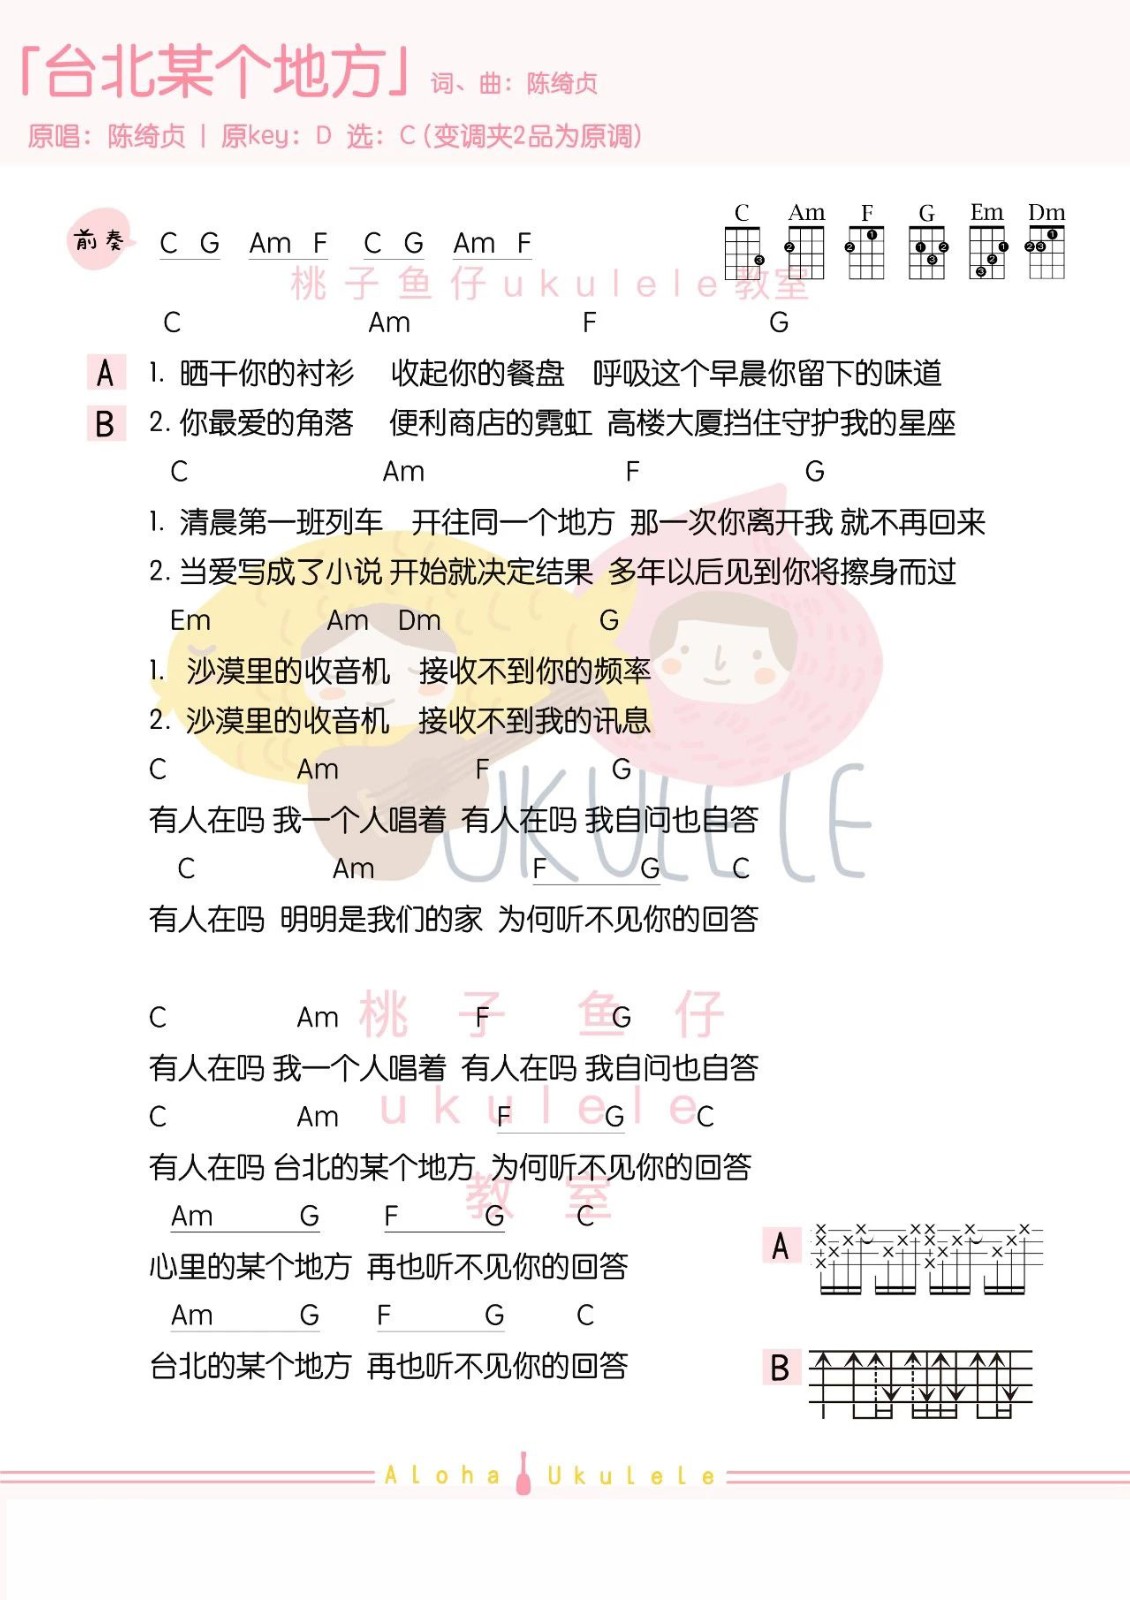 「台北某个地方」 词、曲：陈绮贞
原唱：陈绮贞 | 原key：D 选：C（变调夹2品为原调）
C Am F G Em Dm
前奏 C G Am F C G Am F
桃子鱼仔ukulele教室
C Am F G
A 1. 晒干你的衬衫 收起你的餐盘 呼吸这个早晨你留下的味道
B 2. 你最爱的角落 便利商店的霓虹 高楼大厦挡住守护我的星座
C Am F G
1. 清晨第一班列车 开往同一个地方 那一次你离开我 就不再回来
2. 当爱写成了小说 开始就决定结果 多年以后见到你将擦身而过
Em Am Dm G
1. 沙漠里的收音机 接收不到你的频率
2. 沙漠里的收音机 接收不到我的讯息
C Am F G
UKULELE
有人在吗 我一个人唱着 有人在吗 我自问也自答
C Am F G C
有人在吗 明明是我们的家 为何听不见你的回答
C Am F G
桃子鱼仔
有人在吗 我一个人唱着 有人在吗 我自问也自答
ukulele
C Am F G C
有人在吗 台北的某个地方 为何听不见你的回答
教室
Am G F G C
心里的某个地方 再也听不见你的回答
A
Am G F G C
台北的某个地方 再也听不见你的回答
B
Aloha Ukulele